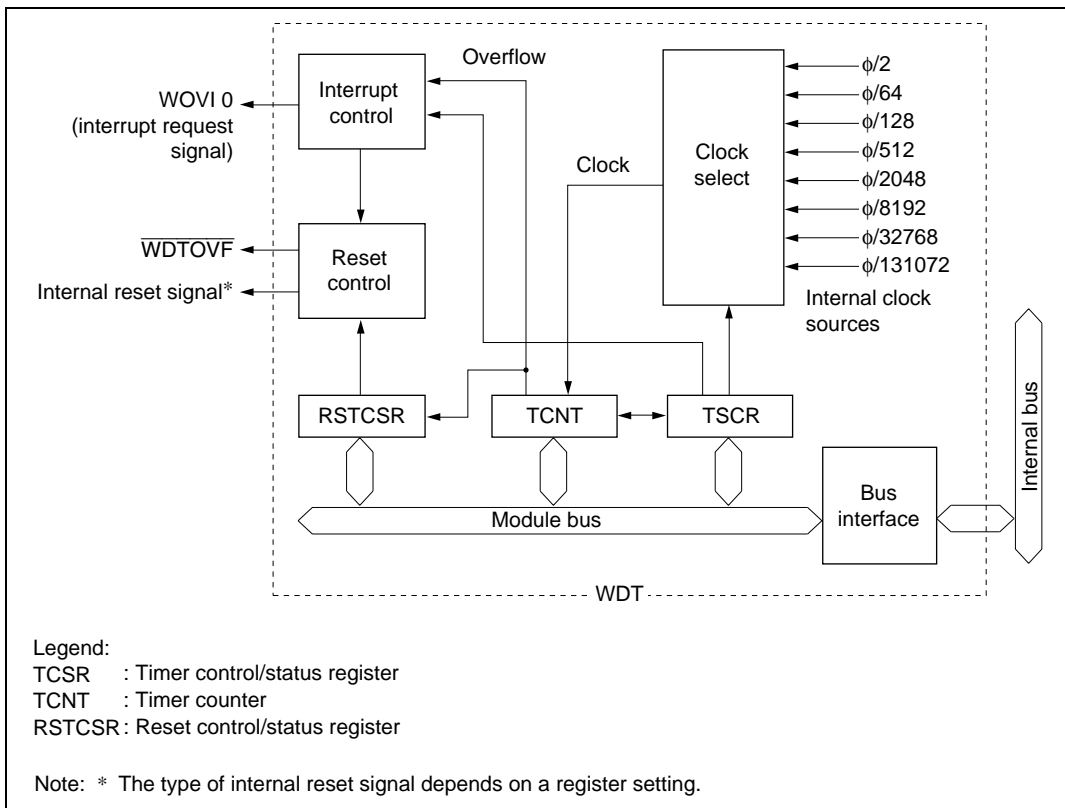 Overflow
Interrupt
control
WOVI 0
(interrupt request
signal)
Clock
Clock
select
ϕ/2
ϕ/64
ϕ/128
ϕ/512
ϕ/2048
ϕ/8192
ϕ/32768
ϕ/131072
Internal clock
sources
WDTOVF
Internal reset signal*
Reset
control
RSTCSR
TCNT
TSCR
Module bus
Bus
interface
Internal bus
WDT
Legend:
TCSR : Timer control/status register
TCNT : Timer counter
RSTCSR : Reset control/status register
Note: * The type of internal reset signal depends on a register setting.